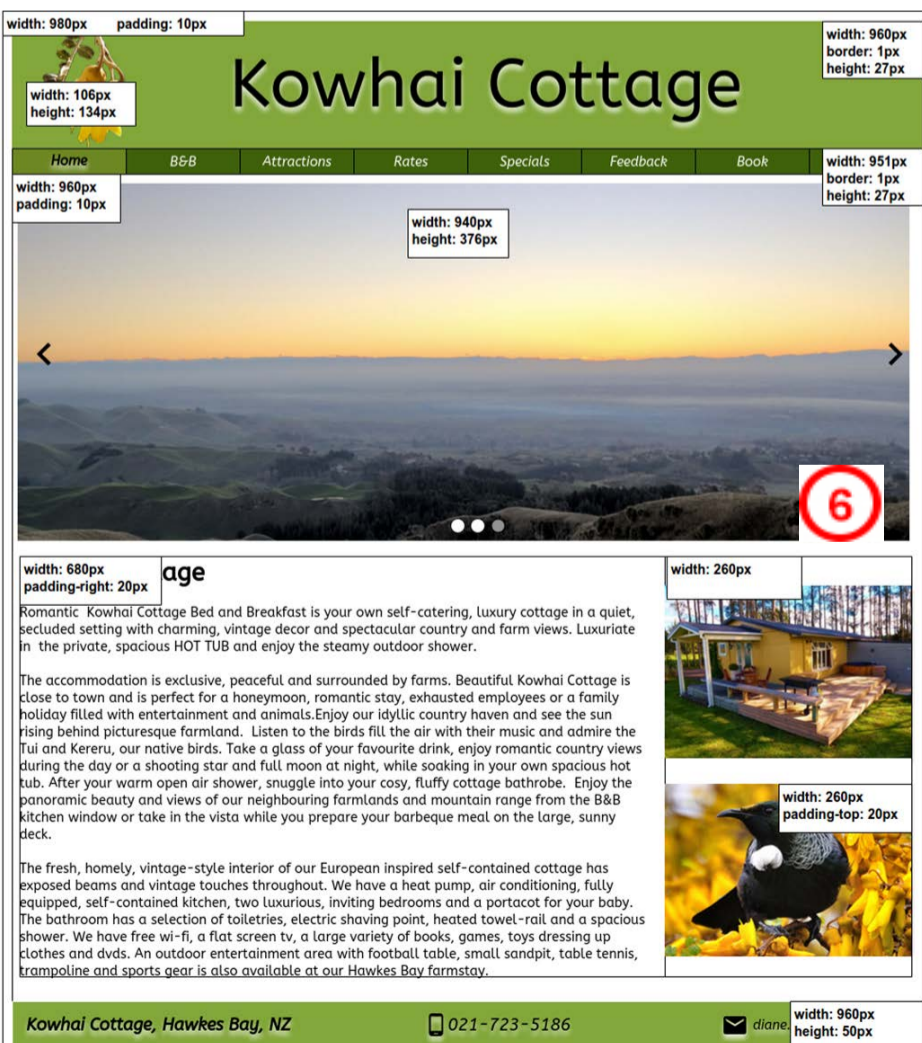 width: 980px padding: 10px
width: 960px
border: 1px
height: 27px
Kowhai Cottage
width: 106px
height: 134px
Home B&B Attractions Rates Specials Feedback Book
width: 951px
border: 1px
height: 27px
width: 960px
padding: 10px
width: 940px
height: 376px
6
width: 680px
padding-right: 20px
age
width: 260px
Romantic Kowhai Cottage Bed and Breakfast is your own self-catering, luxury cottage in a quiet,
secluded setting with charming, vintage decor and spectacular country and farm views. Luxuriate
in the private, spacious HOT TUB and enjoy the steamy outdoor shower.
The accommodation is exclusive, peaceful and surrounded by farms. Beautiful Kowhai Cottage is
close to town and is perfect for a honeymoon, romantic stay, exhausted employees or a family
holiday filled with entertainment and animals.Enjoy our idyllic country haven and see the sun
rising behind picturesque farmland. Listen to the birds fill the air with their music and admire the
Tui and Kereru, our native birds. Take a glass of your favourite drink, enjoy romantic country views
during the day or a shooting star and full moon at night, while soaking in your own spacious hot
tub. After your warm open air shower, snuggle into your cosy, fluffy cottage bathrobe. Enjoy the
panoramic beauty and views of our neighbouring farmlands and mountain range from the B&B
kitchen window or take in the vista while you prepare your barbeque meal on the large, sunny
deck.
width: 260px
padding-top: 20px
The fresh, homely, vintage-style interior of our European inspired self-contained cottage has
exposed beams and vintage touches throughout. We have a heat pump, air conditioning, fully
equipped, self-contained kitchen, two luxurious, inviting bedrooms and a portacot for your baby.
The bathroom has a selection of toiletries, electric shaving point, heated towel-rail and a spacious
shower. We have free wi-fi, a flat screen tv, a large variety of books, games, toys dressing up
clothes and dvds. An outdoor entertainment area with football table, small sandpit, table tennis,
trampoline and sports gear is also available at our Hawkes Bay farmstay.
Kowhai Cottage, Hawkes Bay, NZ 021-723-5186 diane.
width: 960px
height: 50px